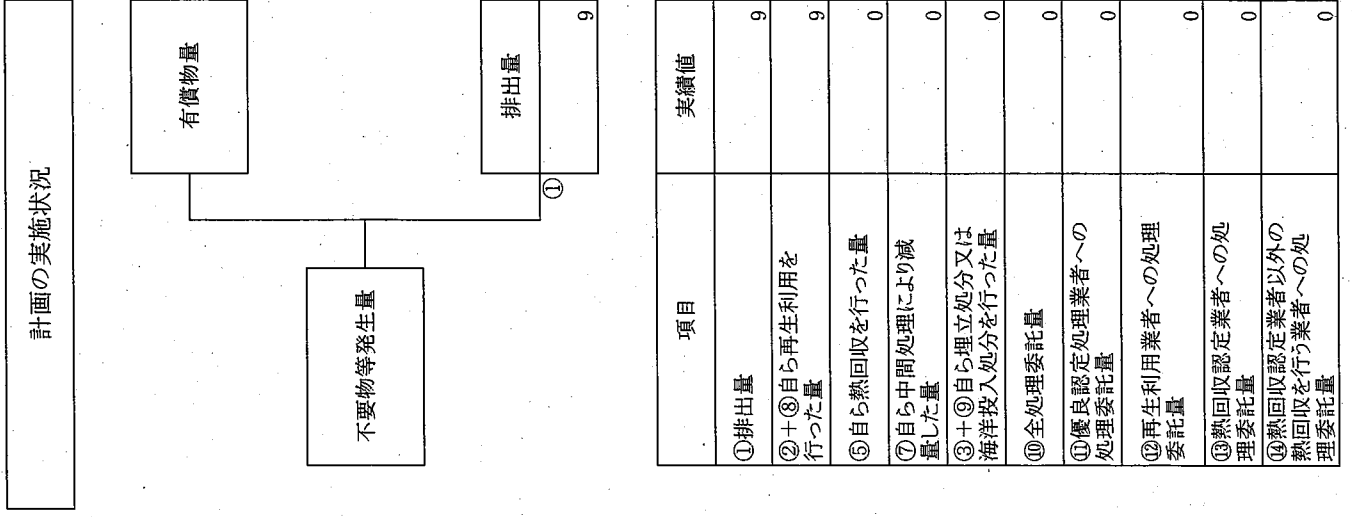 計画の実施状況
有償物量
不要物等発生量
排出量
①
9
項目
実績値
①排出量
9
②+⑧自ら再生利用を
行った量
9
⑤自ら熱回収を行った量
0
⑦自ら中間処理により減
量した量
0
③+⑨自ら埋立処分又は
海洋投入処分を行った量
0
⑩全処理委託量
0
⑪優良認定処理業者への
処理委託量
0
⑫再生利用業者への処理
委託量
0
⑬熱回収認定業者への処
理委託量
0
⑭熱回収認定業者以外の
熱回収を行う業者への処
理委託量
0